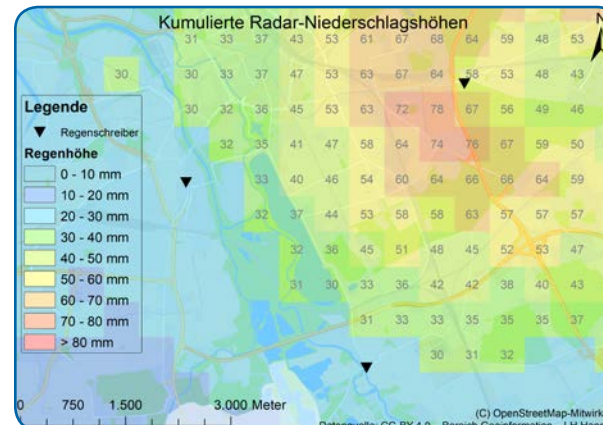 Kumulierte Radar-Niederschlagshöhen
N
31 33 37 43 53 61 67 68 64 59 48 53
30 30 33 37 47 53 63 67 64 58 53 48 43
Legende
30 32 36 45 53 63 72 78 67 56 49 46
Regenschreiber
32 35 41 47 58 64 74 76 67 59 50
Regenhöhe
0 - 10 mm
33 40 46 54 60 64 66 66 64 59
10 - 20 mm
20 - 30 mm
32 37 44 53 58 58 63 57 57 57
30 - 40 mm
40 - 50 mm
32 36 45 51 48 45 52 53 47
50 - 60 mm
60 - 70 mm
31 30 33 36 42 42 38 40 43
70 - 80 mm
31 33 33 35 35 35 37
> 80 mm
30 31 32
0 750 1.500 3.000 Meter
(C) OpenStreetMap-Mitwirk